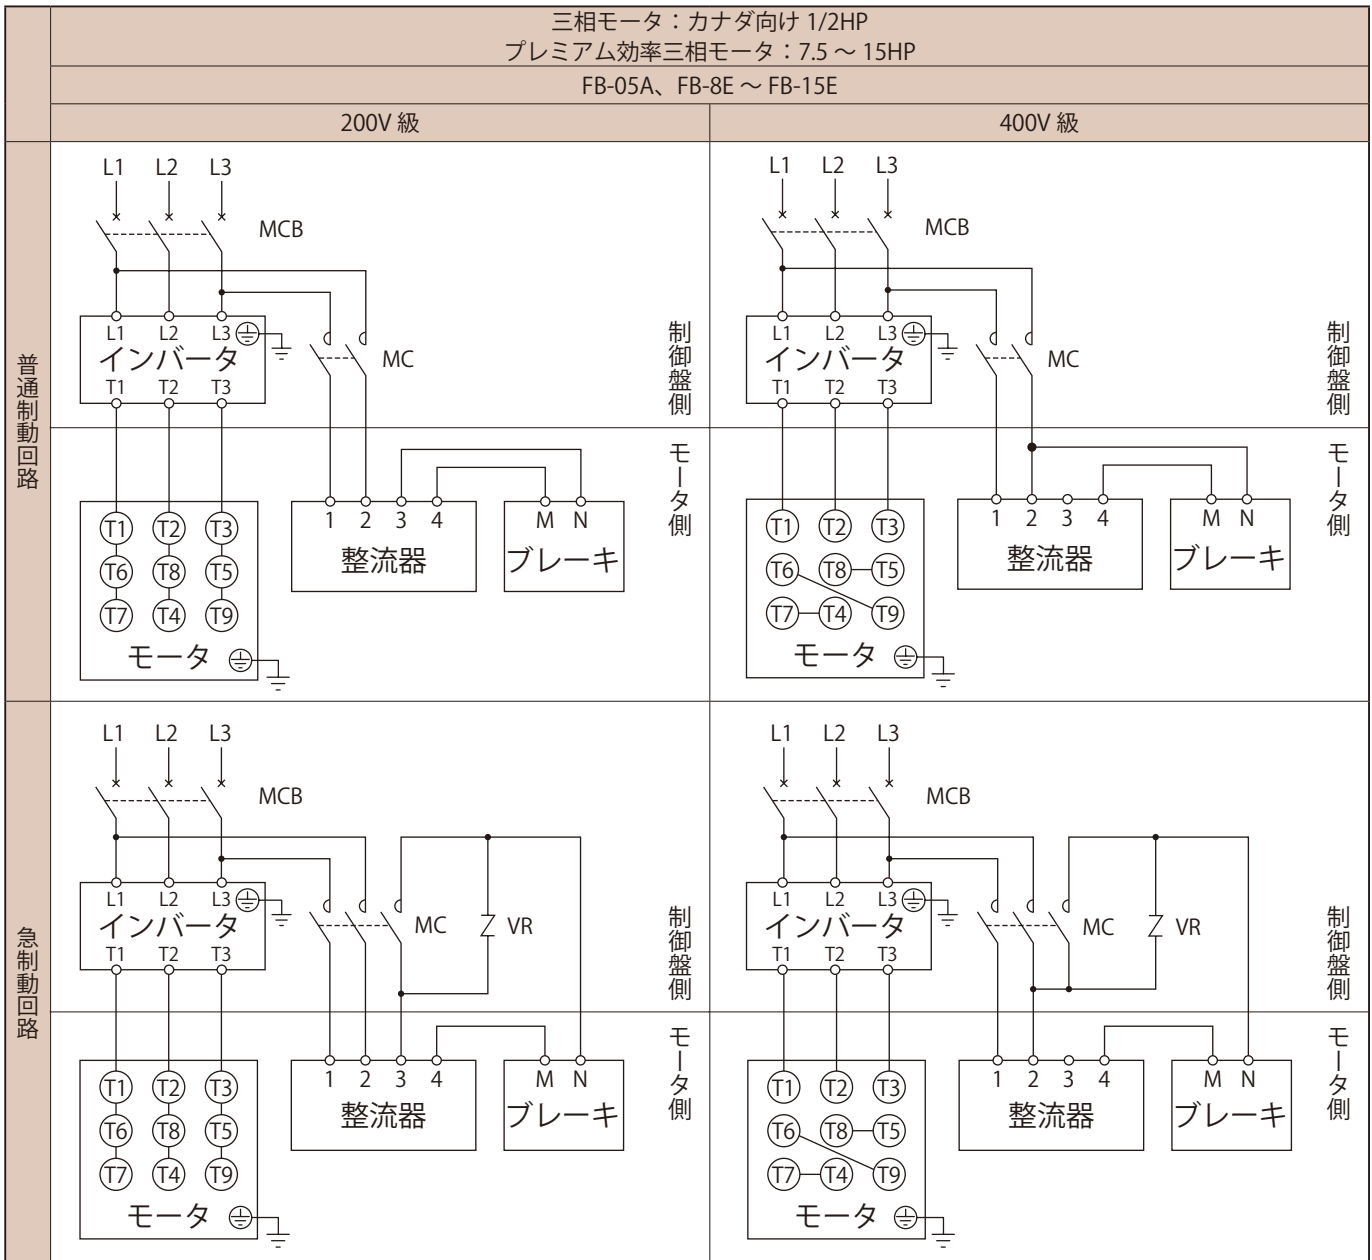 三相モータ：カナダ向け 1/2HP
プレミアム効率三相モータ：7.5 ～ 15HP
FB-05A、FB-8E ～ FB-15E
200V 級
400V 級
普通制動回路
L1 L2 L3
MCB
L1 L2 L3
インバータ
T1 T2 T3
MC
制御盤側
モータ側
1 2 3 4
整流器
M N
ブレーキ
T1 T2 T3
T6 T8 T5
T7 T4 T9
モータ
L1 L2 L3
MCB
L1 L2 L3
インバータ
T1 T2 T3
MC
制御盤側
モータ側
1 2 3 4
整流器
M N
ブレーキ
T1 T2 T3
T6 T8 T5
T7 T4 T9
モータ
急制動回路
L1 L2 L3
MCB
L1 L2 L3
インバータ
T1 T2 T3
MC
VR
制御盤側
モータ側
1 2 3 4
整流器
M N
ブレーキ
T1 T2 T3
T6 T8 T5
T7 T4 T9
モータ
L1 L2 L3
MCB
L1 L2 L3
インバータ
T1 T2 T3
MC
VR
制御盤側
モータ側
1 2 3 4
整流器
M N
ブレーキ
T1 T2 T3
T6 T8 T5
T7 T4 T9
モータ